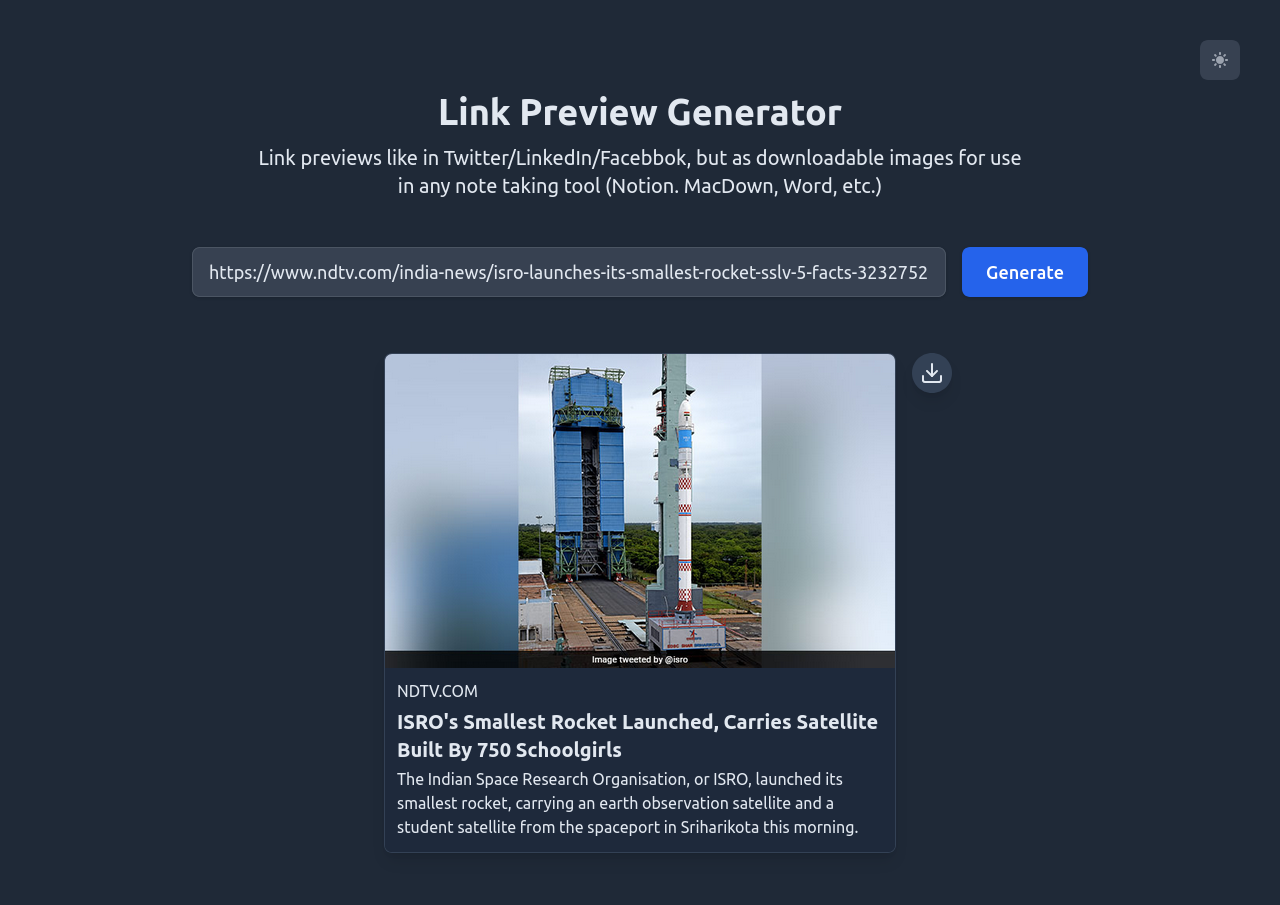 Link Preview Generator
Link previews like in Twitter/LinkedIn/Facebbok, but as downloadable images for use
in any note taking tool (Notion. MacDown, Word, etc.)
https://www.ndtv.com/india-news/isro-launches-its-smallest-rocket-sslv-5-facts-3232752
Generate
Image tweeted by @isro
NDTV.COM
ISRO's Smallest Rocket Launched, Carries Satellite
Built By 750 Schoolgirls
The Indian Space Research Organisation, or ISRO, launched its
smallest rocket, carrying an earth observation satellite and a
student satellite from the spaceport in Sriharikota this morning.